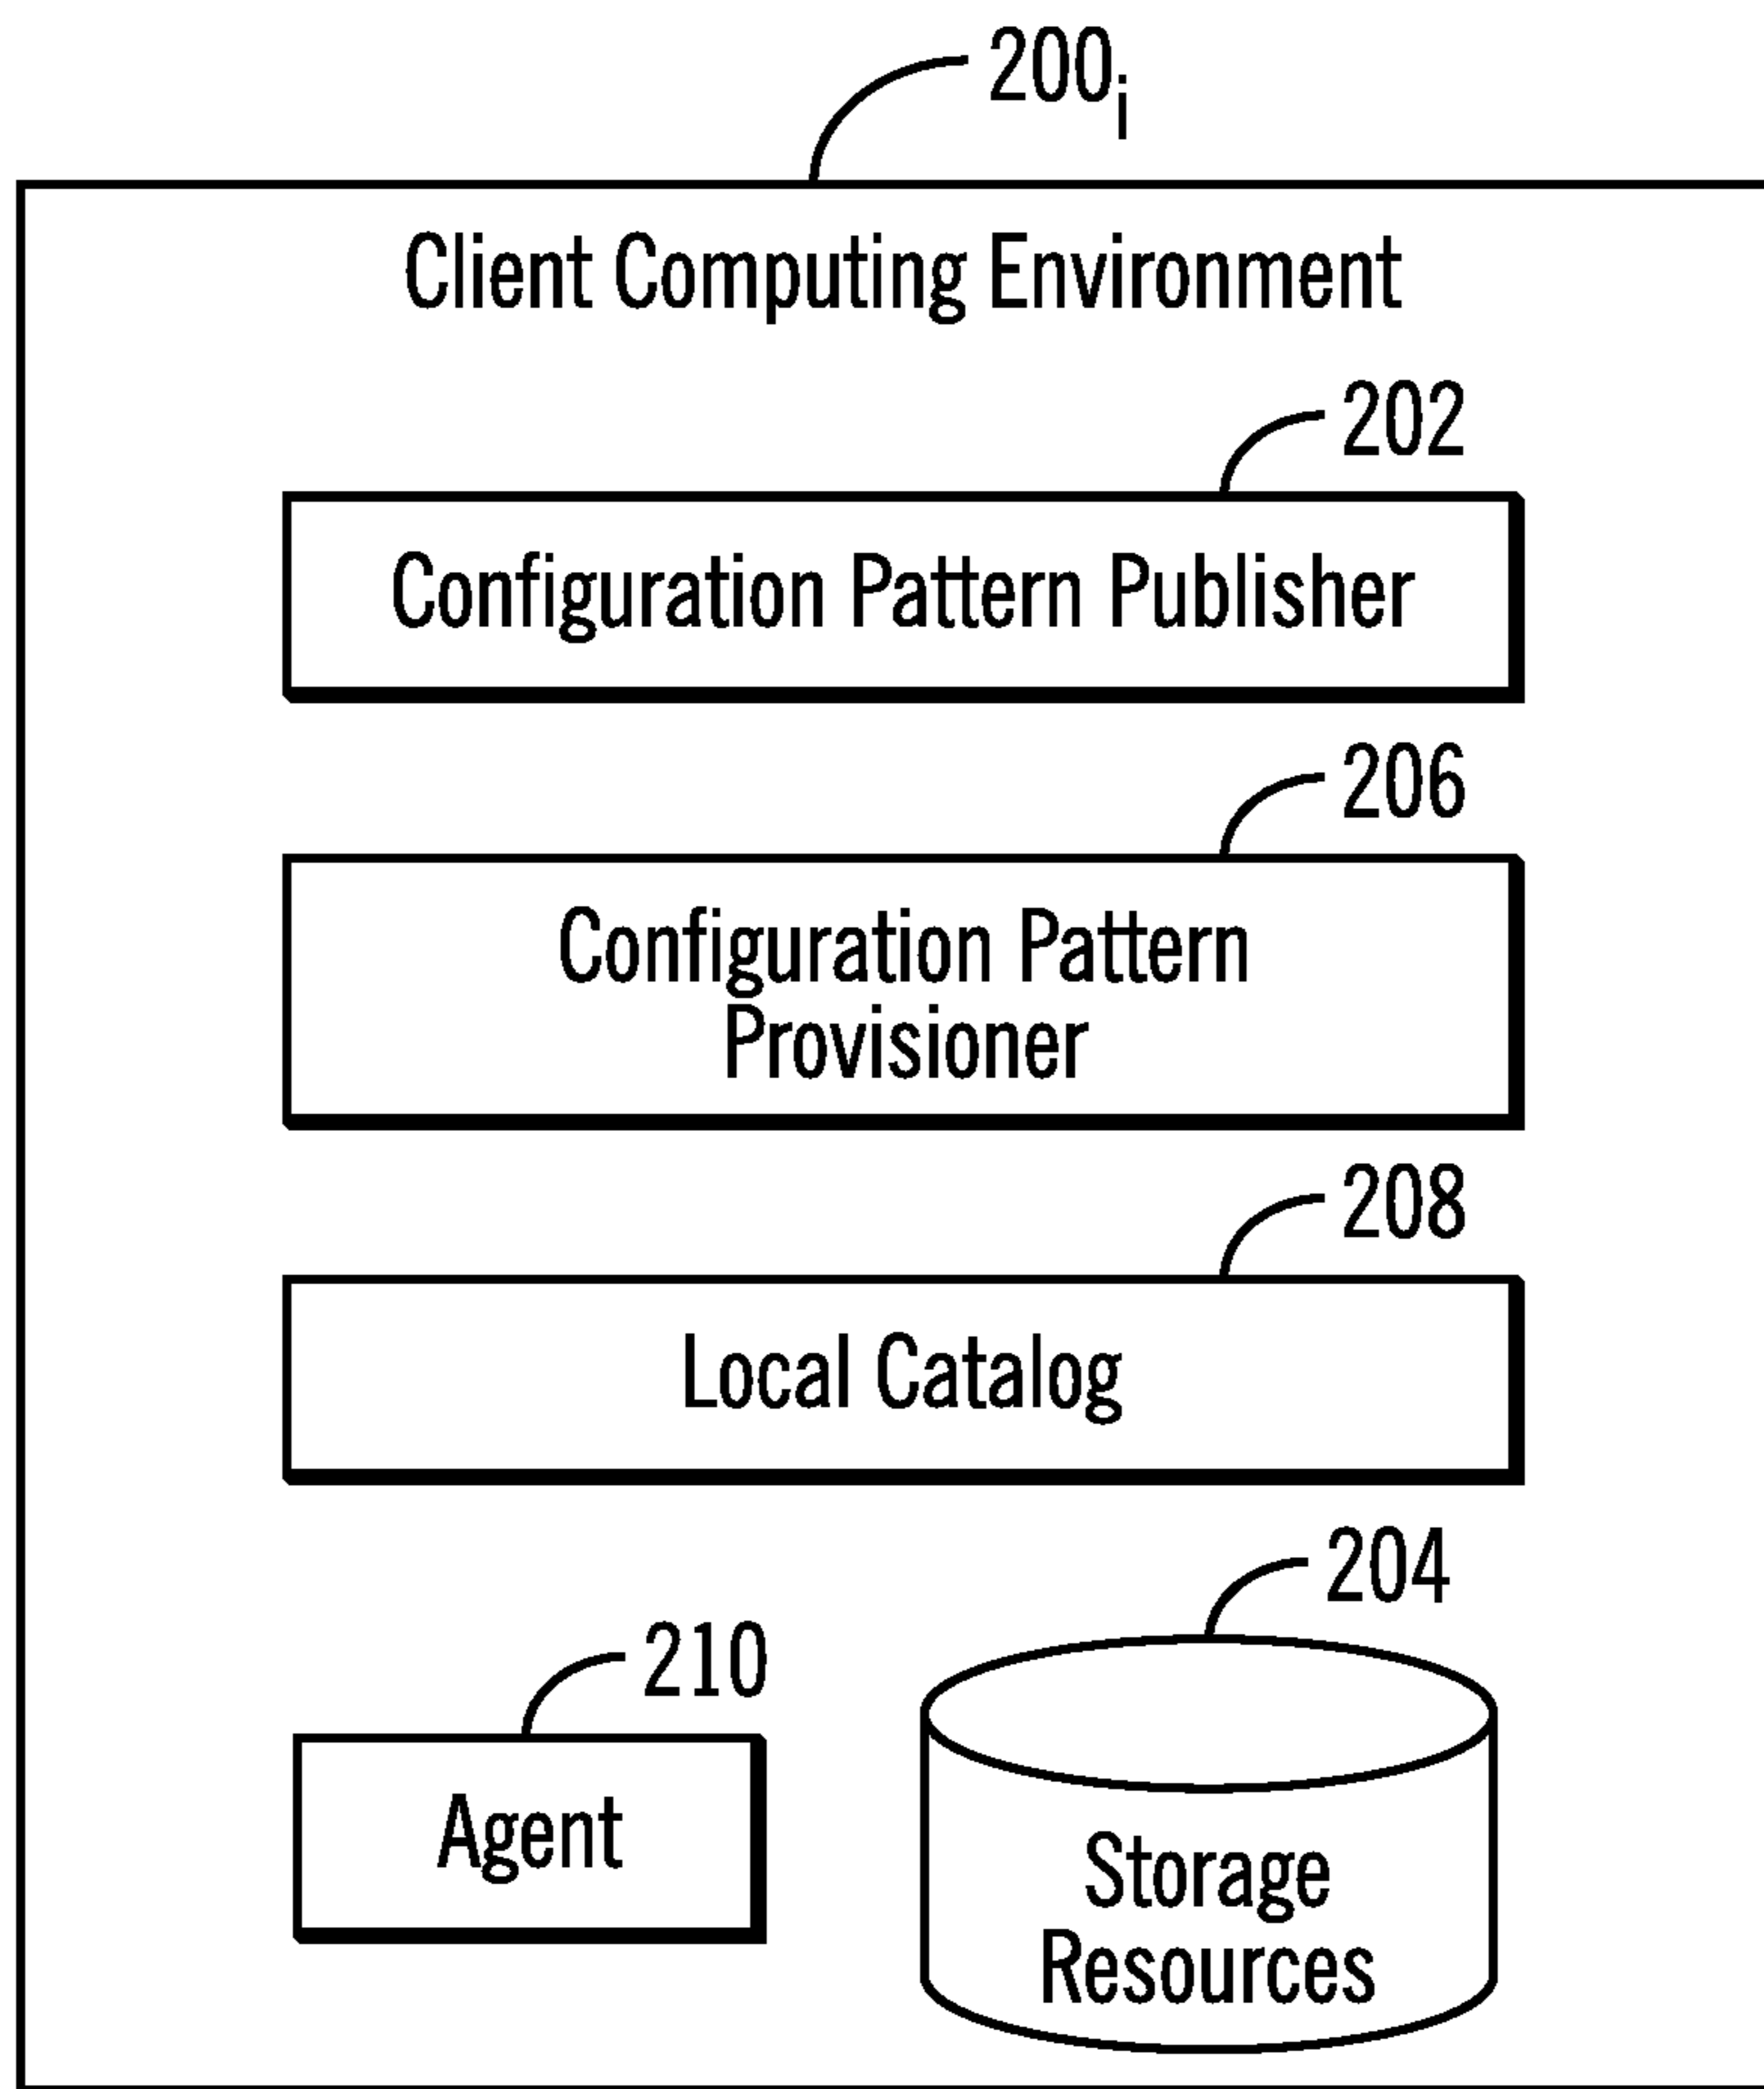 200i
Client Computing Environment
202
Configuration Pattern Publisher
206
Configuration Pattern
Provisioner
208
Local Catalog
204
210
Agent
Storage
Resources